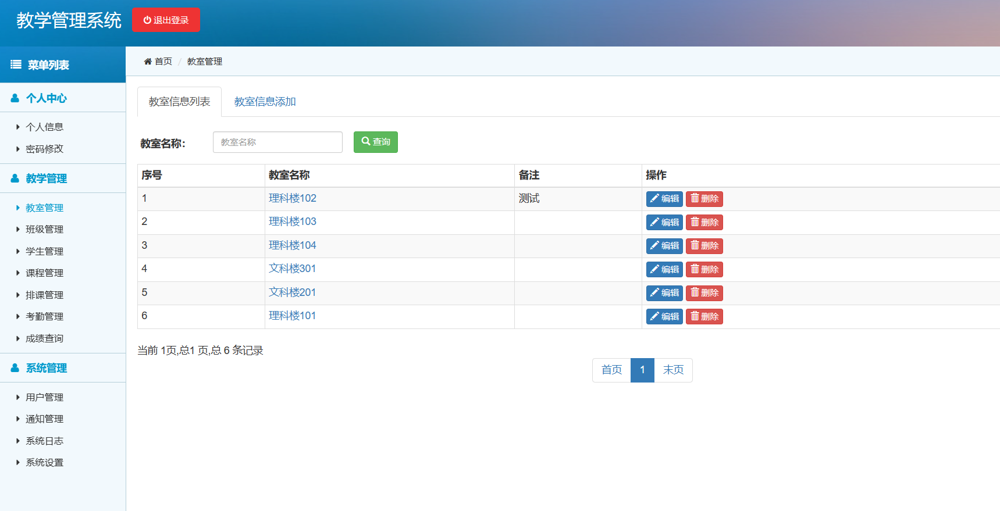 教学管理系统 退出登录
菜单列表
首页 / 教室管理
个人中心
个人信息
密码修改
教学管理
教室管理
班级管理
学生管理
课程管理
排课管理
考勤管理
成绩查询
系统管理
用户管理
通知管理
系统日志
系统设置
教室信息列表 教室信息添加
教室名称: 教室名称 查询
序号 教室名称 备注 操作
1 理科楼102 测试 编辑 删除
2 理科楼103 编辑 删除
3 理科楼104 编辑 删除
4 文科楼301 编辑 删除
5 文科楼201 编辑 删除
6 理科楼101 编辑 删除
当前 1页,总1 页,总 6 条记录
首页 1 末页